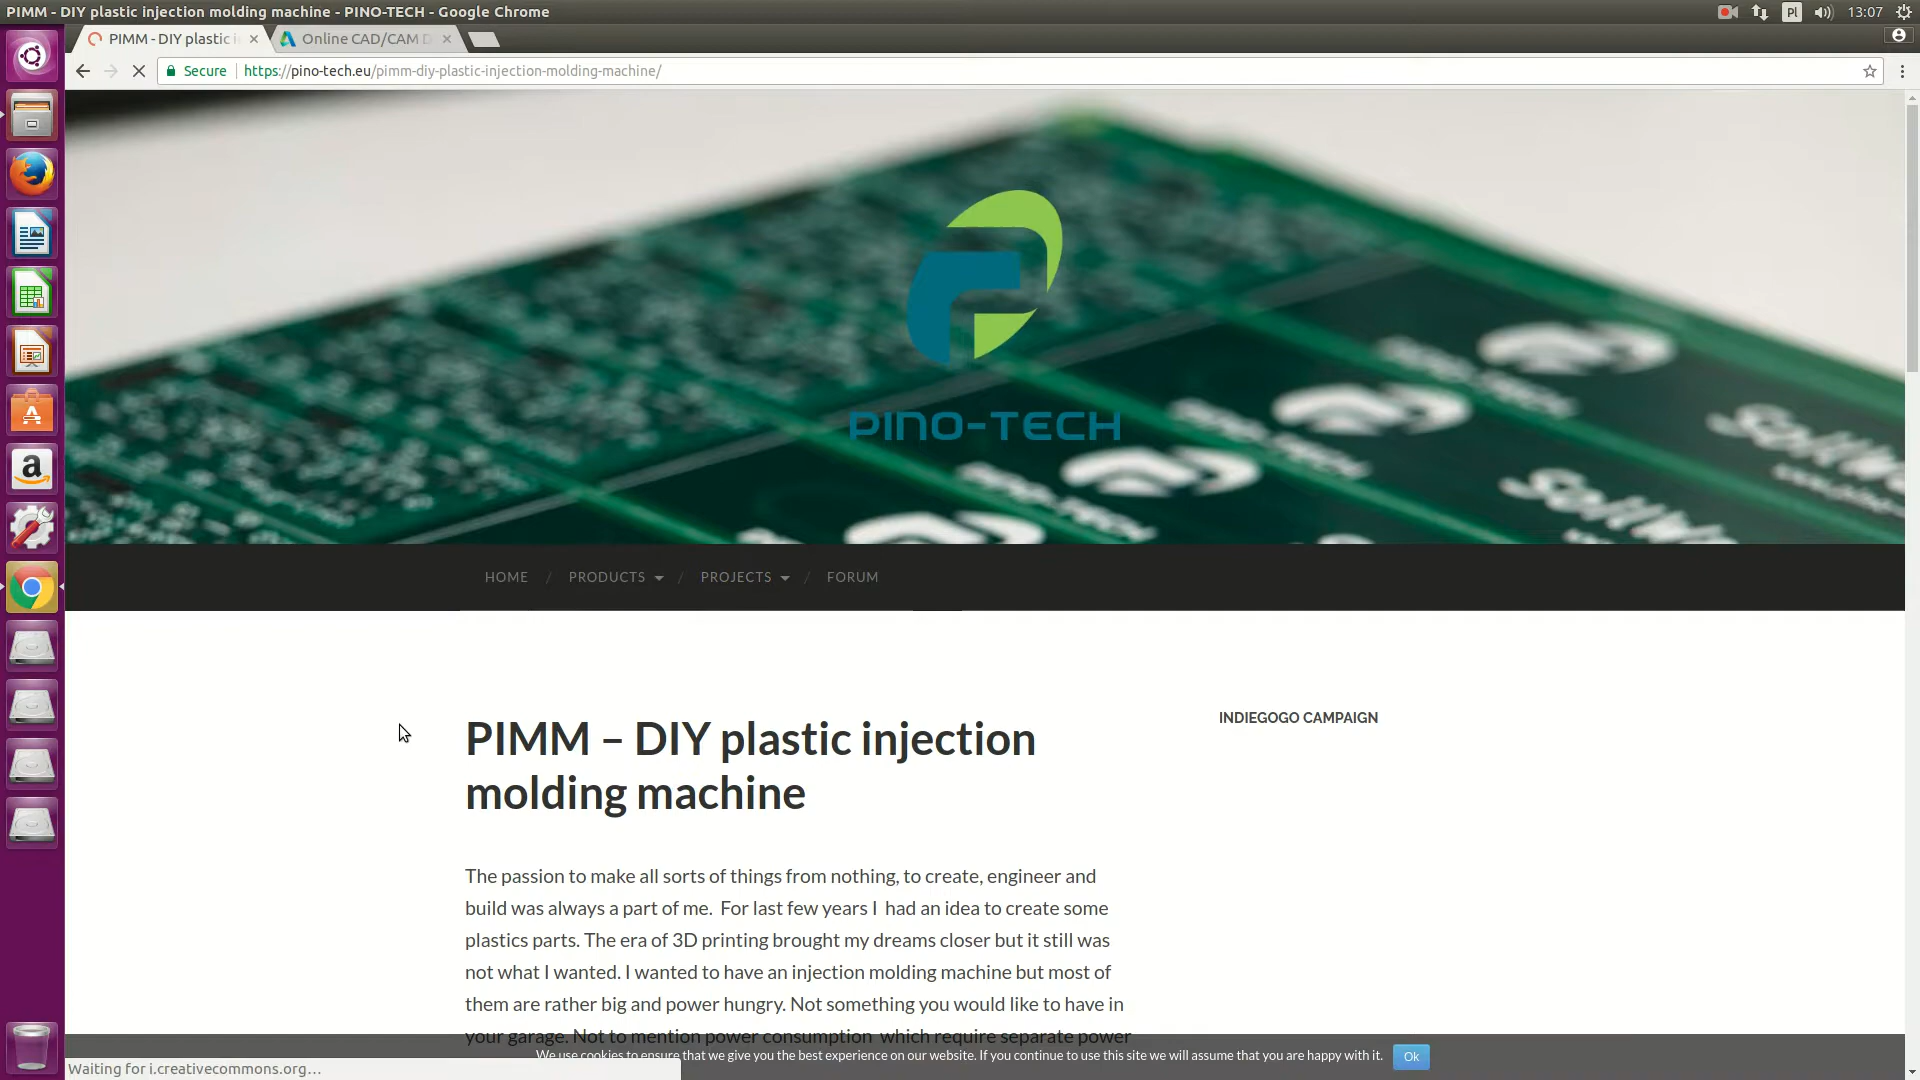 PIMM - DIY plastic injection molding machine - PINO-TECH - Google Chrome
Pl
13:07
PIMM - DIY plastic i
Online CAD/CAM D
Secure
https://pino-tech.eu/pimm-diy-plastic-injection-molding-machine/
PINO-TECH
HOME / PRODUCTS / PROJECTS / FORUM
PIMM – DIY plastic injection
molding machine
INDIEGOGO CAMPAIGN
The passion to make all sorts of things from nothing, to create, engineer and
build was always a part of me. For last few years I had an idea to create some
plastics parts. The era of 3D printing brought my dreams closer but it still was
not what I wanted. I wanted to have an injection molding machine but most of
them are rather big and power hungry. Not something you would like to have in
your garage. Not to mention power consumption which require separate power
We use cookies to ensure that we give you the best experience on our website. If you continue to use this site we will assume that you are happy with it.
Ok
Waiting for i.creativecommons.org…